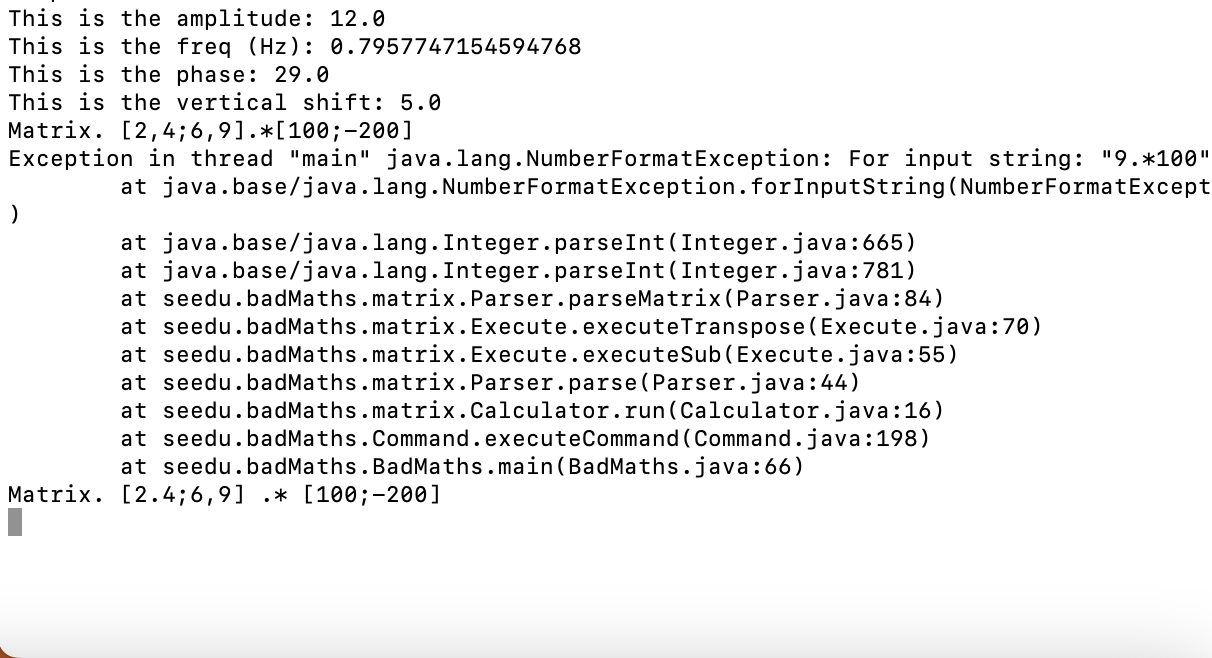 This is the amplitude: 12.0
This is the freq (Hz): 0.7957747154594768
This is the phase: 29.0
This is the vertical shift: 5.0
Matrix. [2,4;6,9].*[100;-200]
Exception in thread "main" java.lang.NumberFormatException: For input string: "9.*100"
at java.base/java.lang.NumberFormatException.forInputString(NumberFormatExcept
)
at java.base/java.lang.Integer.parseInt(Integer.java:665)
at java.base/java.lang.Integer.parseInt(Integer.java:781)
at seedu.badMaths.matrix.Parser.parseMatrix(Parser.java:84)
at seedu.badMaths.matrix.Execute.executeTranspose(Execute.java:70)
at seedu.badMaths.matrix.Execute.executeSub(Execute.java:55)
at seedu.badMaths.matrix.Parser.parse(Parser.java:44)
at seedu.badMaths.matrix.Calculator.run(Calculator.java:16)
at seedu.badMaths.Command.executeCommand(Command.java:198)
at seedu.badMaths.BadMaths.main(BadMaths.java:66)
Matrix. [2.4;6,9] .* [100;-200]